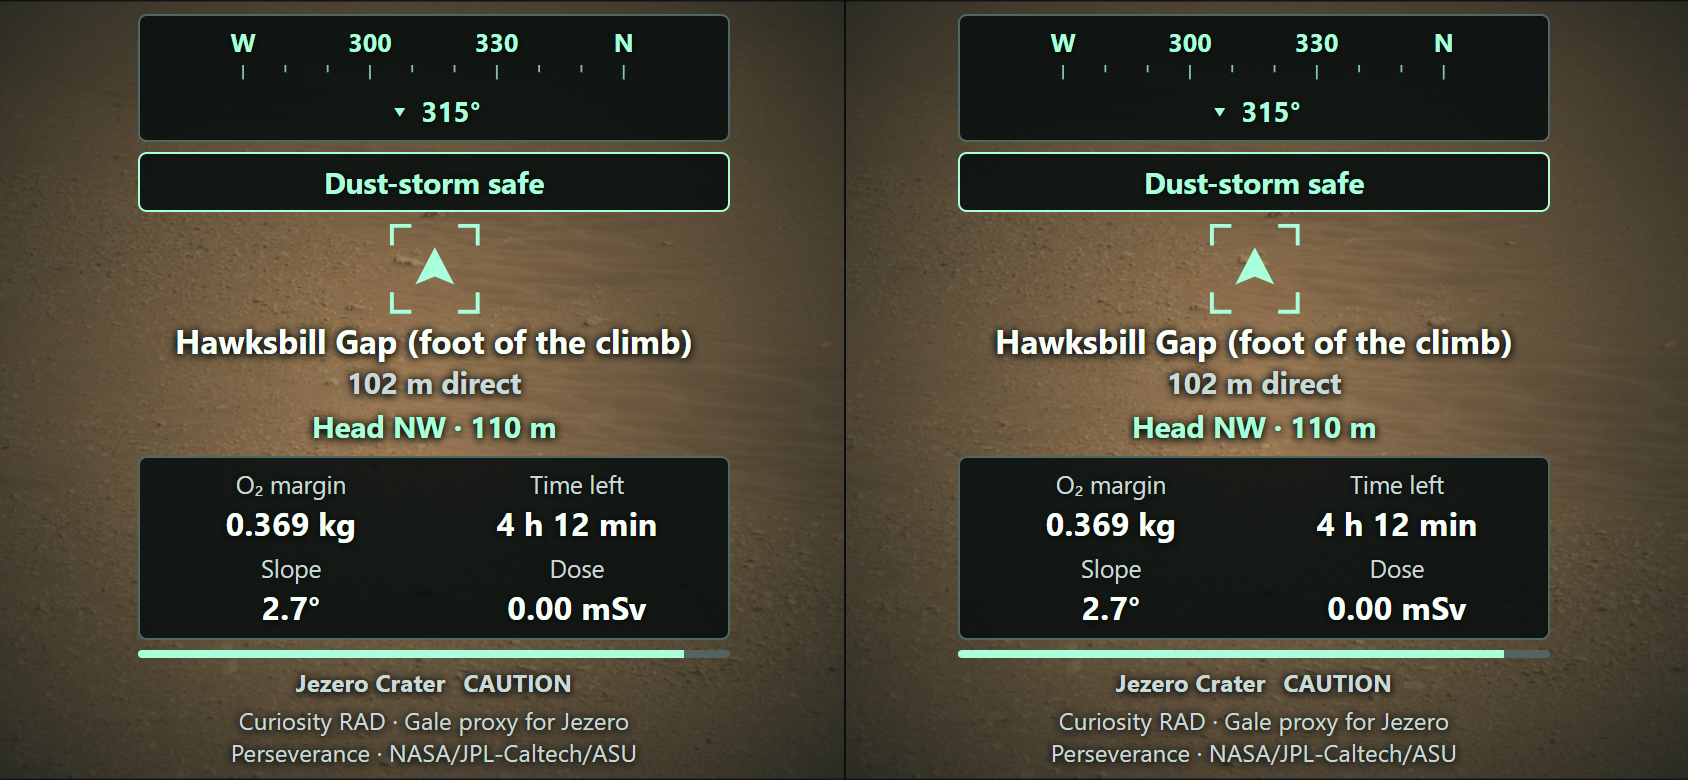 W 300 330 N
315°
Dust-storm safe
Hawksbill Gap (foot of the climb)
102 m direct
Head NW · 110 m
O₂ margin Time left
0.369 kg 4 h 12 min
Slope Dose
2.7° 0.00 mSv
Jezero Crater CAUTION
Curiosity RAD · Gale proxy for Jezero
Perseverance · NASA/JPL-Caltech/ASU
W 300 330 N
315°
Dust-storm safe
Hawksbill Gap (foot of the climb)
102 m direct
Head NW · 110 m
O₂ margin Time left
0.369 kg 4 h 12 min
Slope Dose
2.7° 0.00 mSv
Jezero Crater CAUTION
Curiosity RAD · Gale proxy for Jezero
Perseverance · NASA/JPL-Caltech/ASU